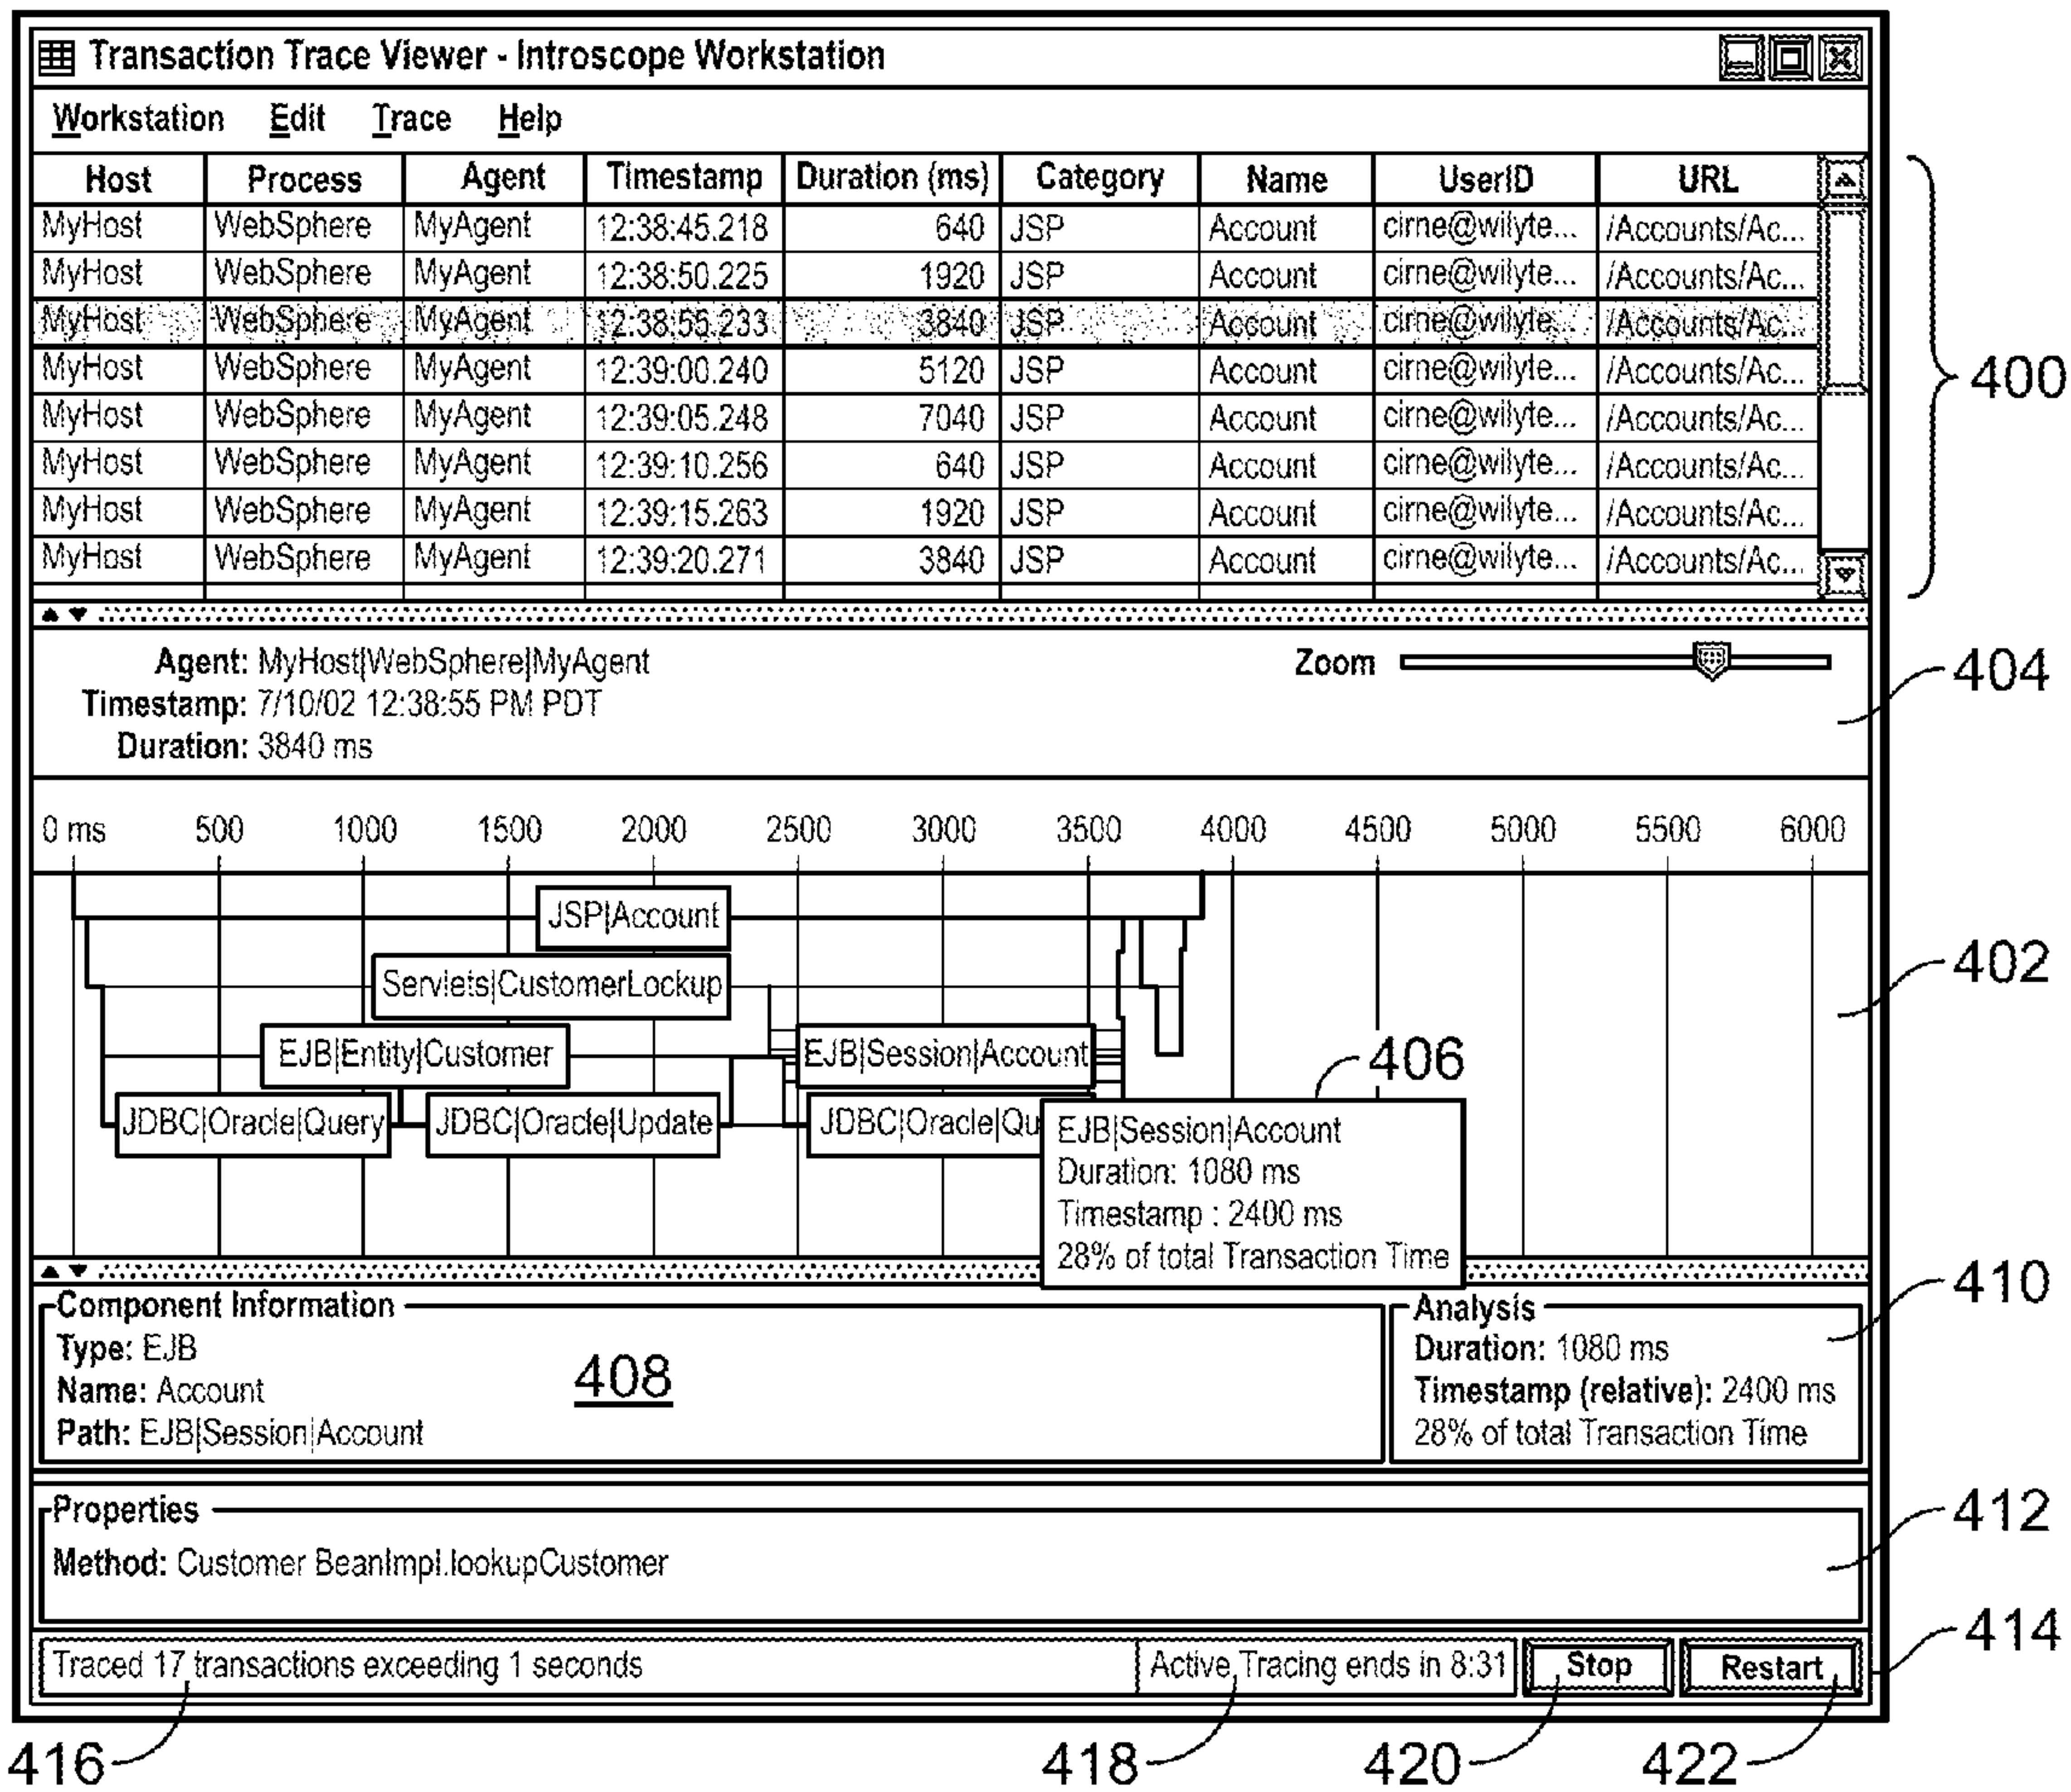 Transaction Trace Viewer - Introscope Workstation
Workstation Edit Trace Help
Host Process Agent Timestamp Duration (ms) Category Name UserID URL
MyHost WebSphere MyAgent 12:38:45.218 640 JSP Account cirne@wilyte... /Accounts/Ac...
MyHost WebSphere MyAgent 12:38:50.225 1920 JSP Account cirne@wilyte... /Accounts/Ac...
MyHost WebSphere MyAgent 12:38:55.233 3840 JSP Account cirne@wilyte... /Accounts/Ac...
MyHost WebSphere MyAgent 12:39:00.240 5120 JSP Account cirne@wilyte... /Accounts/Ac...
MyHost WebSphere MyAgent 12:39:05.248 7040 JSP Account cirne@wilyte... /Accounts/Ac...
MyHost WebSphere MyAgent 12:39:10.256 640 JSP Account cirne@wilyte... /Accounts/Ac...
MyHost WebSphere MyAgent 12:39:15.263 1920 JSP Account cirne@wilyte... /Accounts/Ac...
MyHost WebSphere MyAgent 12:39:20.271 3840 JSP Account cirne@wilyte... /Accounts/Ac...
400
Agent: MyHost|WebSphere|MyAgent
Zoom
404
Timestamp: 7/10/02 12:38:55 PM PDT
Duration: 3840 ms
0 ms 500 1000 1500 2000 2500 3000 3500 4000 4500 5000 5500 6000
JSP|Account
402
Servlets|CustomerLockup
EJB|Entity|Customer EJB|Session|Account
406
JDBC|Oracle|Query JDBC|Oracle|Update JDBC|Oracle|Qu
EJB|Session|Account
Duration: 1080 ms
Timestamp : 2400 ms
28% of total Transaction Time
410
Component Information
Type: EJB
Name: Account
Path: EJB|Session|Account
408
Analysis
Duration: 1080 ms
Timestamp (relative): 2400 ms
28% of total Transaction Time
Properties
412
Method: Customer BeanImpl.lookupCustomer
414
Traced 17 transactions exceeding 1 seconds Active Tracing ends in 8:31 Stop Restart
416 418 420 422